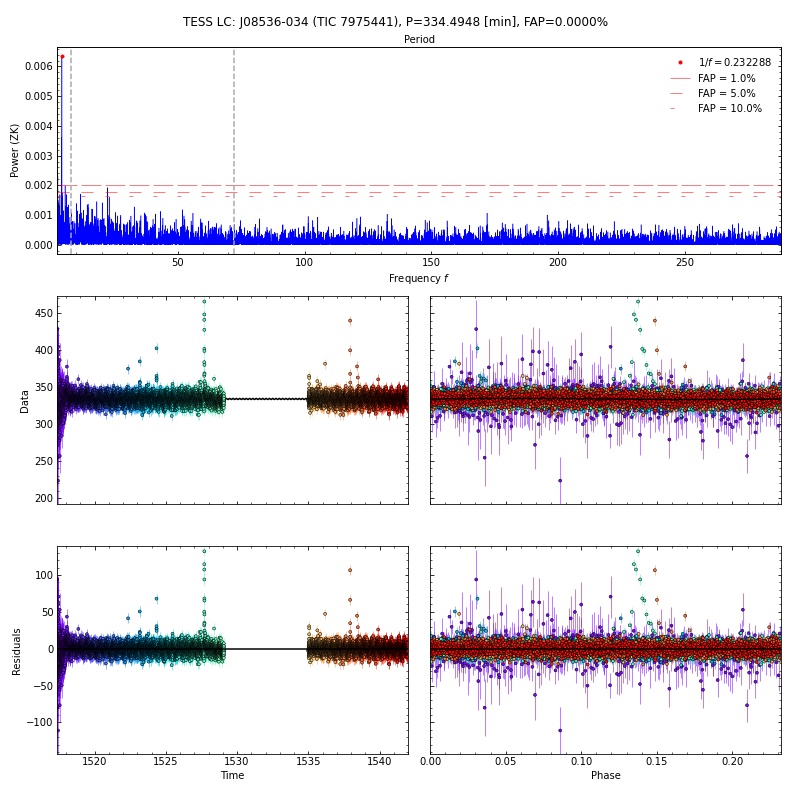 TESS LC: J08536-034 (TIC 7975441), P=334.4948 [min], FAP=0.0000%
Period
Power (ZK)
0.006
0.005
0.004
0.003
0.002
0.001
0.000
1/f = 0.232288
FAP = 1.0%
FAP = 5.0%
FAP = 10.0%
50 100 150 200 250
Frequency f
Data
450
400
350
300
250
200
Residuals
100
50
0
−50
−100
1520 1525 1530 1535 1540
Time
0.00 0.05 0.10 0.15 0.20
Phase